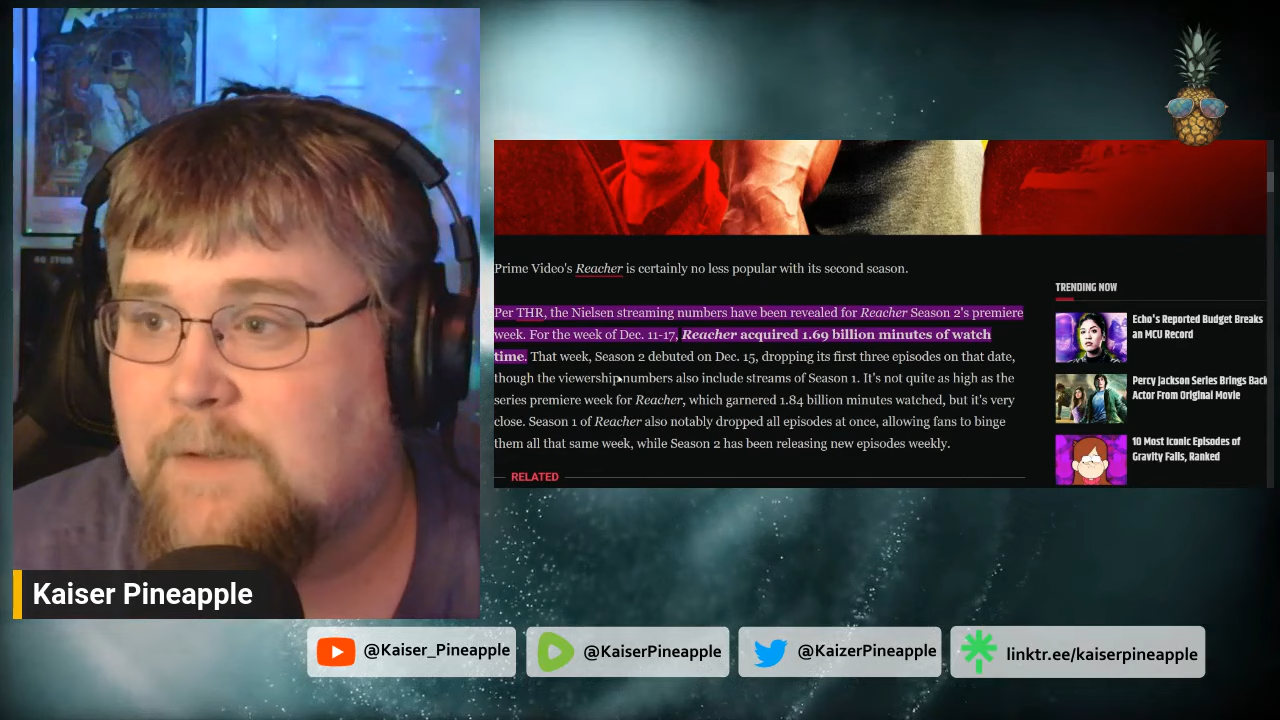 Prime Video's Reacher is certainly no less popular with its second season.
Per THR, the Nielsen streaming numbers have been revealed for Reacher Season 2's premiere
week. For the week of Dec. 11-17, Reacher acquired 1.69 billion minutes of watch
time. That week, Season 2 debuted on Dec. 15, dropping its first three episodes on that date,
though the viewership numbers also include streams of Season 1. It's not quite as high as the
series premiere week for Reacher, which garnered 1.84 billion minutes watched, but it's very
close. Season 1 of Reacher also notably dropped all episodes at once, allowing fans to binge
them all that same week, while Season 2 has been releasing new episodes weekly.
RELATED
TRENDING NOW
Echo's Reported Budget Breaks
an MCU Record
Percy Jackson Series Brings Back
Actor From Original Movie
10 Most Iconic Episodes of
Gravity Falls, Ranked
Kaiser Pineapple
@Kaiser_Pineapple
@KaiserPineapple
@KaizerPineapple
linktr.ee/kaiserpineapple